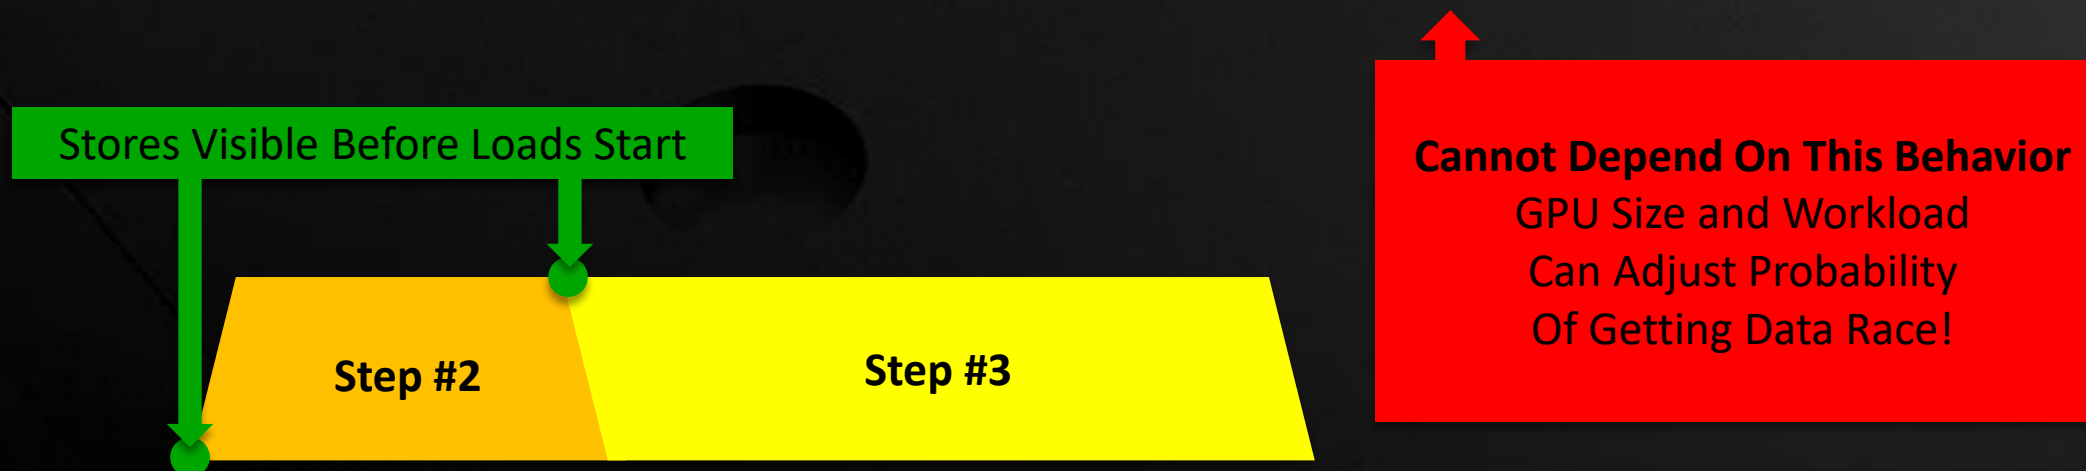 Stores Visible Before Loads Start
Step #2
Step #3
Cannot Depend On This Behavior
GPU Size and Workload
Can Adjust Probability
Of Getting Data Race!